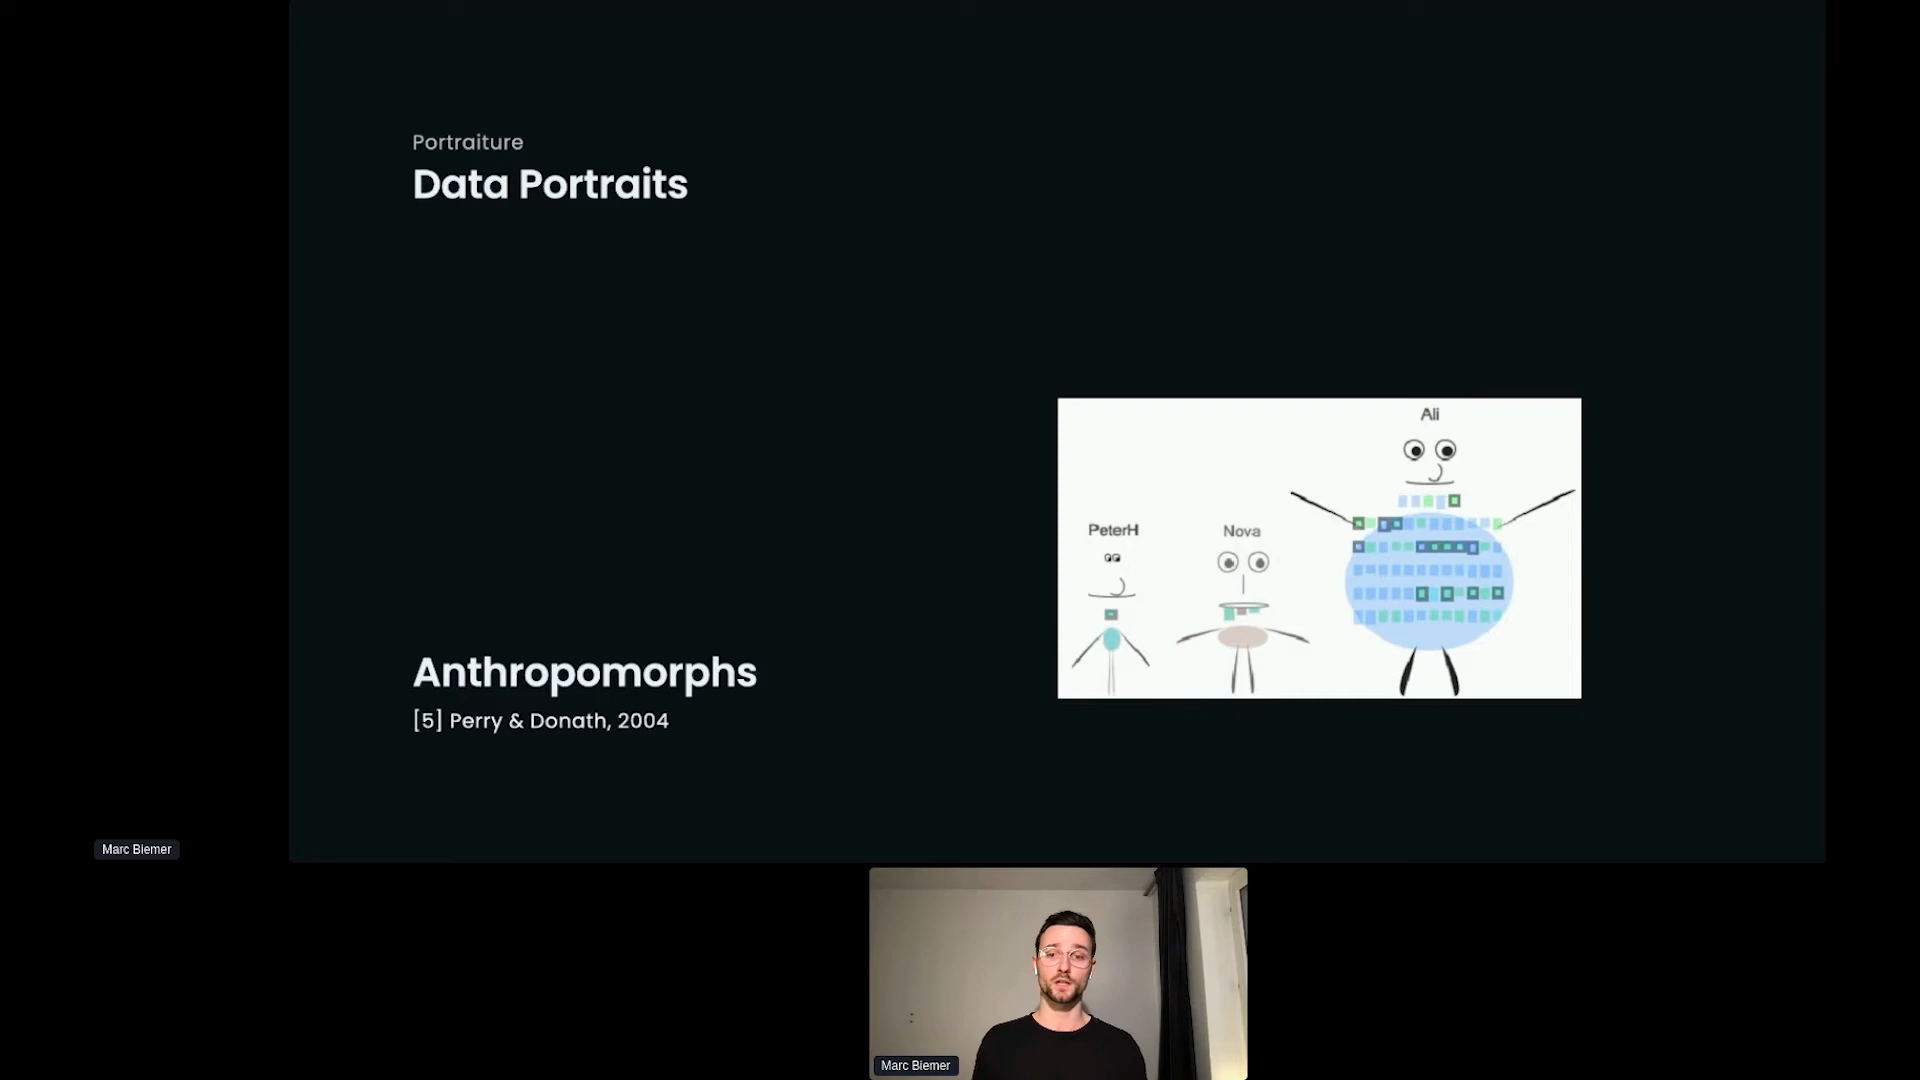 Portraiture
Data Portraits
Ali
PeterH
Nova
Anthropomorphs
[5] Perry & Donath, 2004
Marc Biemer
Marc Biemer